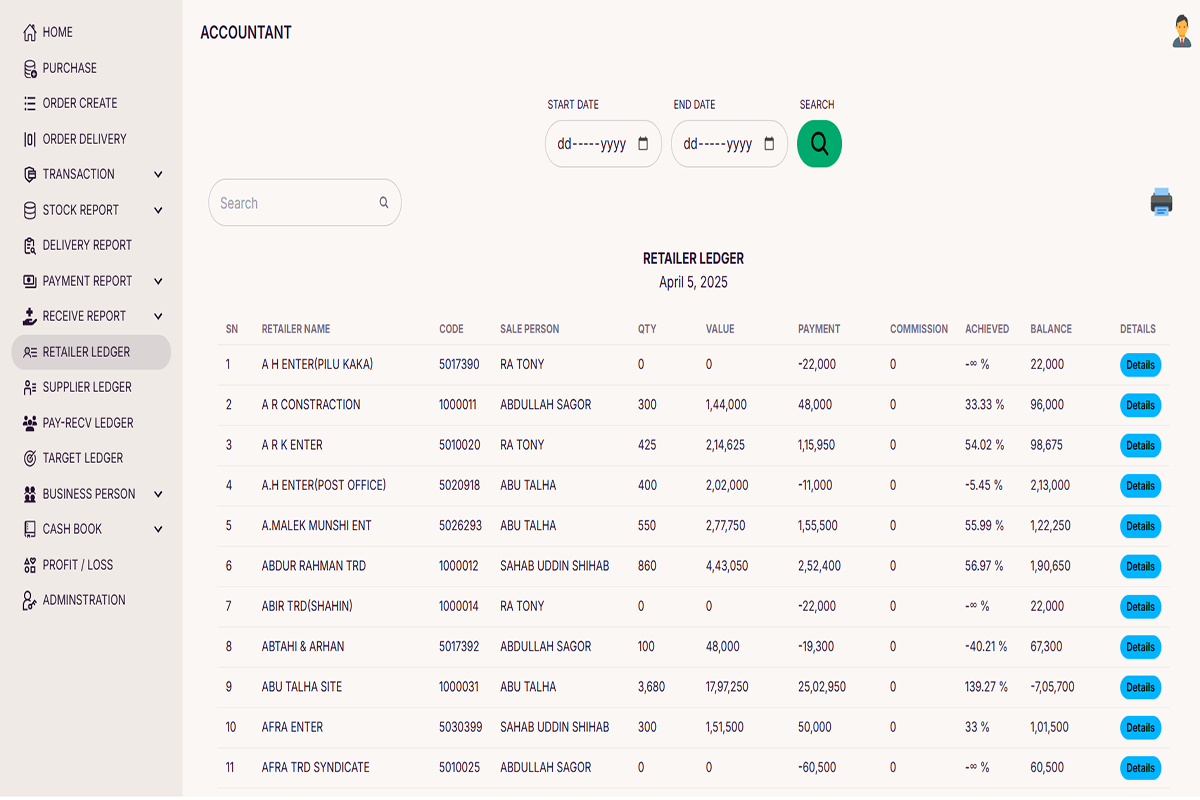 ACCOUNTANT
HOME
PURCHASE
ORDER CREATE
ORDER DELIVERY
TRANSACTION
STOCK REPORT
DELIVERY REPORT
PAYMENT REPORT
RECEIVE REPORT
RETAILER LEDGER
SUPPLIER LEDGER
PAY-RECV LEDGER
TARGET LEDGER
BUSINESS PERSON
CASH BOOK
PROFIT / LOSS
ADMINSTRATION
START DATE END DATE SEARCH
dd-----yyyy dd-----yyyy
Search
RETAILER LEDGER
April 5, 2025
SN RETAILER NAME CODE SALE PERSON QTY VALUE PAYMENT COMMISSION ACHIEVED BALANCE DETAILS
1 A H ENTER(PILU KAKA) 5017390 RA TONY 0 0 -22,000 0 -∞ % 22,000 Details
2 A R CONSTRACTION 1000011 ABDULLAH SAGOR 300 1,44,000 48,000 0 33.33 % 96,000 Details
3 A R K ENTER 5010020 RA TONY 425 2,14,625 1,15,950 0 54.02 % 98,675 Details
4 A.H ENTER(POST OFFICE) 5020918 ABU TALHA 400 2,02,000 -11,000 0 -5.45 % 2,13,000 Details
5 A.MALEK MUNSHI ENT 5026293 ABU TALHA 550 2,77,750 1,55,500 0 55.99 % 1,22,250 Details
6 ABDUR RAHMAN TRD 1000012 SAHAB UDDIN SHIHAB 860 4,43,050 2,52,400 0 56.97 % 1,90,650 Details
7 ABIR TRD(SHAHIN) 1000014 RA TONY 0 0 -22,000 0 -∞ % 22,000 Details
8 ABTAHI & ARHAN 5017392 ABDULLAH SAGOR 100 48,000 -19,300 0 -40.21 % 67,300 Details
9 ABU TALHA SITE 1000031 ABU TALHA 3,680 17,97,250 25,02,950 0 139.27 % -7,05,700 Details
10 AFRA ENTER 5030399 SAHAB UDDIN SHIHAB 300 1,51,500 50,000 0 33 % 1,01,500 Details
11 AFRA TRD SYNDICATE 5010025 ABDULLAH SAGOR 0 0 -60,500 0 -∞ % 60,500 Details